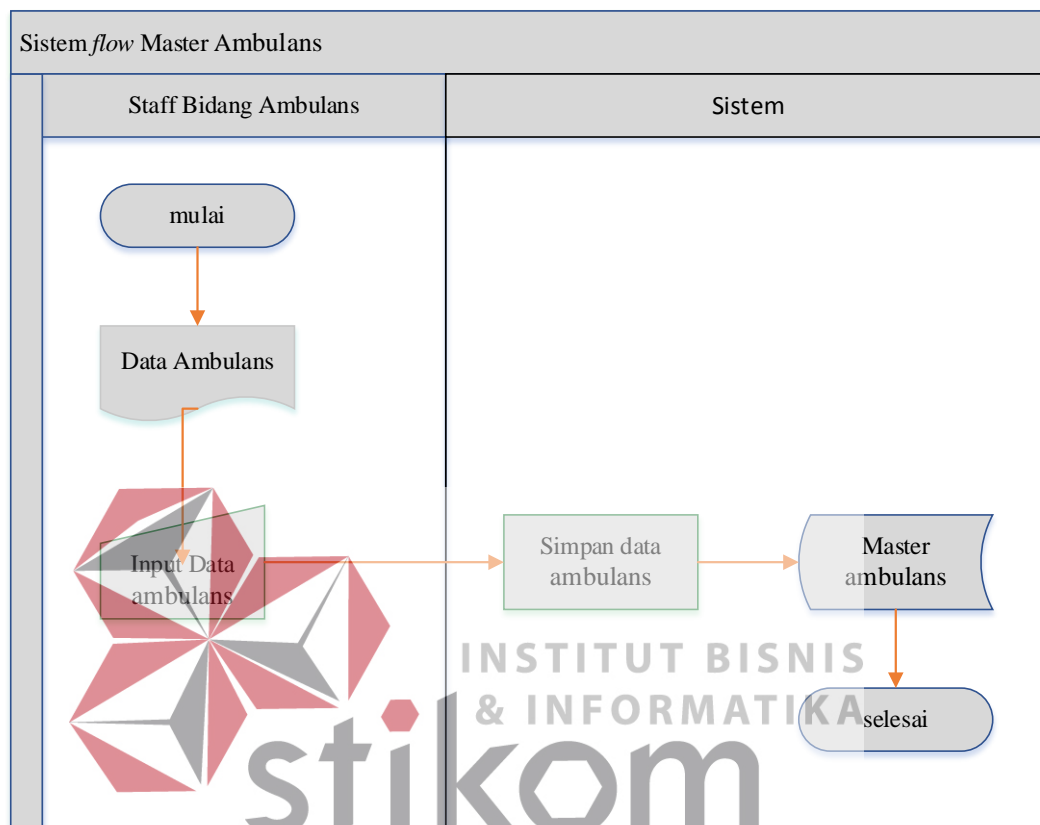 Sistem flow Master Ambulans
Staff Bidang Ambulans
Sistem
mulai
Data Ambulans
Input Data
ambulans
Simpan data
ambulans
Master
ambulans
selesai
INSTITUT BISNIS
& INFORMATIKA
stikom